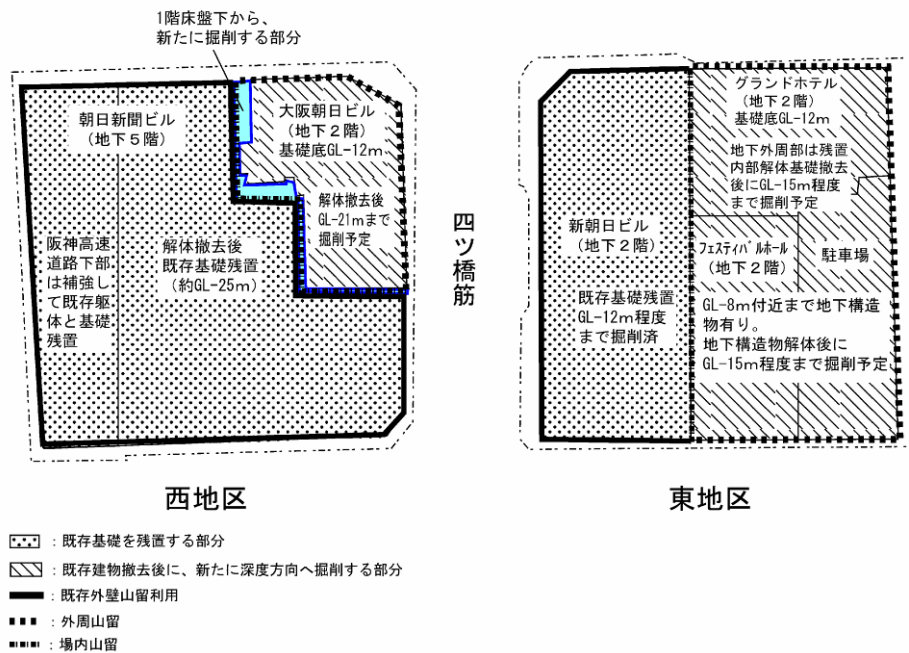 1階床盤下から、
新たに掘削する部分
朝日新聞ビル
(地下5階)
大阪朝日ビル
(地下2階)
基礎底GL-12m
解体撤去後
GL-21mまで
掘削予定
阪神高速
道路下部
は補強し
て既存躯
体と基礎
残置
解体撤去後
既存基礎残置
(約GL-25m)
四ツ橋筋
グランドホテル
(地下2階)
基礎底GL-12m
地下外周部は残置
内部解体基礎撤去
後にGL-15m程度
まで掘削予定
新朝日ビル
(地下2階)
既存基礎残置
GL-12m程度
まで掘削済
フェスティバルホール
(地下2階)
駐車場
GL-8m付近まで地下構造
物有り。
地下構造物解体後に
GL-15m程度まで掘削予定
西地区
東地区
:既存基礎を残置する部分
:既存建物撤去後に、新たに深度方向へ掘削する部分
:既存外壁山留利用
:外周山留
:場内山留